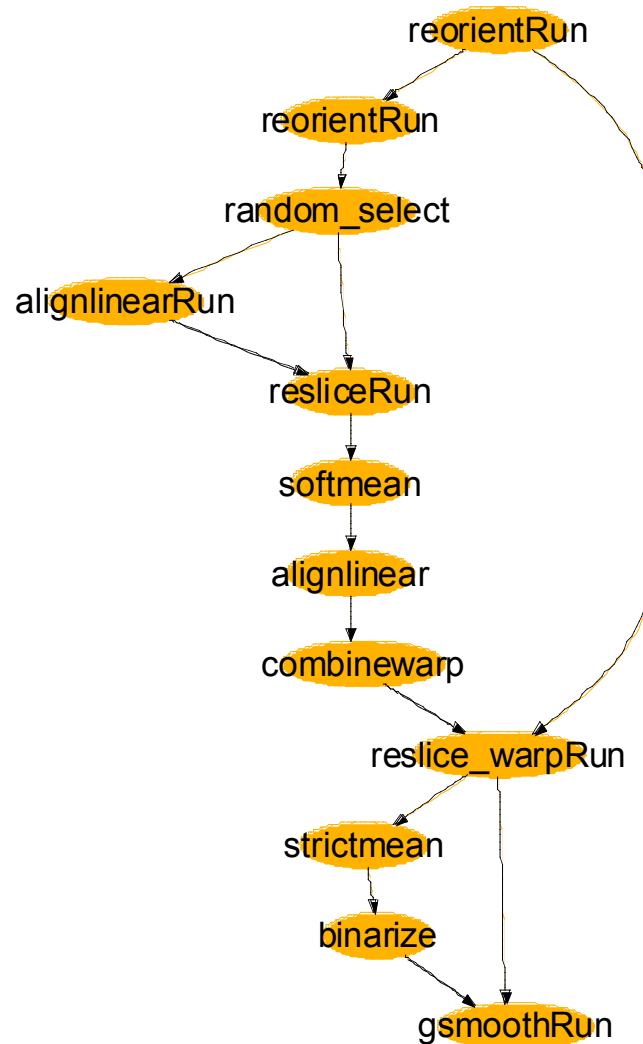 reorientRun
reorientRun
random_select
alignlinearRun
resliceRun
softmean
alignlinear
combinewarp
reslice_warpRun
strictmean
binarize
gsmoothRun